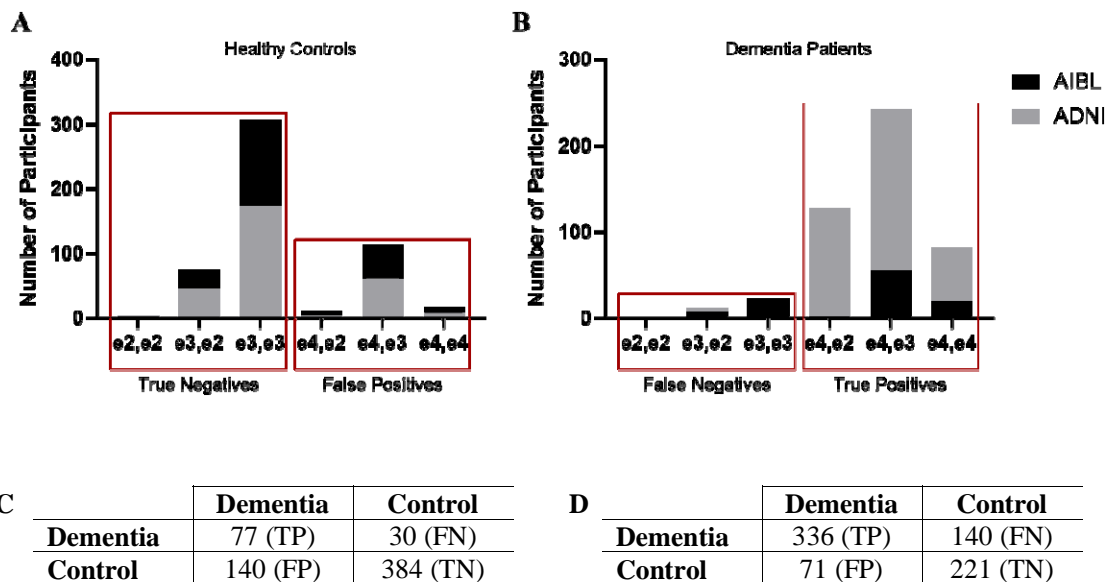 A
Healthy Controls
Number of Participants
400
300
200
100
0
e2,e2 e3,e2 e3,e3 e4,e2 e4,e3 e4,e4
True Negatives False Positives
B
Dementia Patients
Number of Participants
300
200
100
0
e2,e2 e3,e2 e3,e3 e4,e2 e4,e3 e4,e4
False Negatives True Positives
AIBL
ADNI
C
Dementia Control
Dementia 77 (TP) 30 (FN)
Control 140 (FP) 384 (TN)
D
Dementia Control
Dementia 336 (TP) 140 (FN)
Control 71 (FP) 221 (TN)